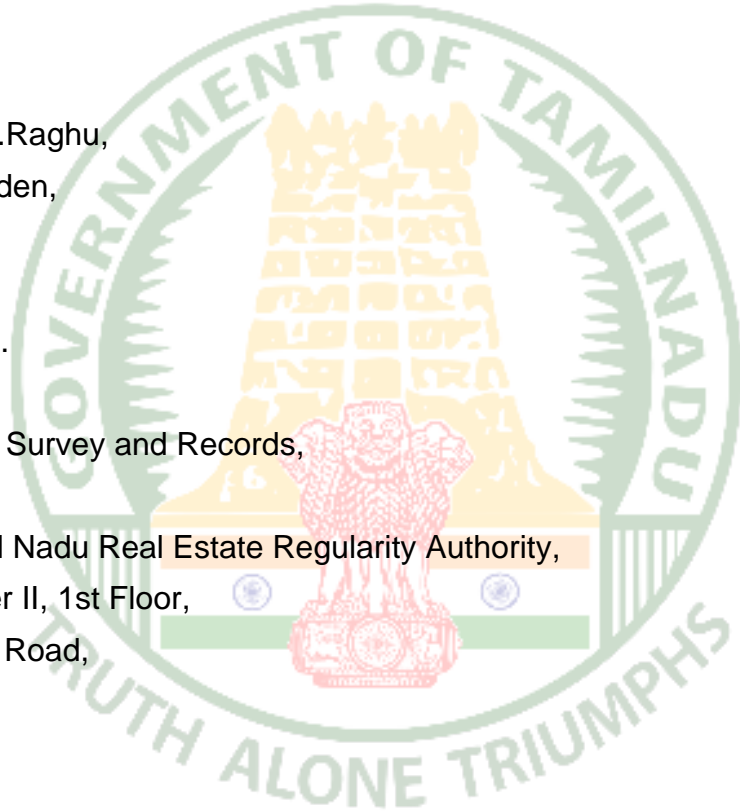 GOVERNMENT OF TAMILNADU
.Raghu,
den,
.
Survey and Records,
Nadu Real Estate Regularity Authority,
II, 1st Floor,
Road,
TRUTH ALONE TRIUMPHS